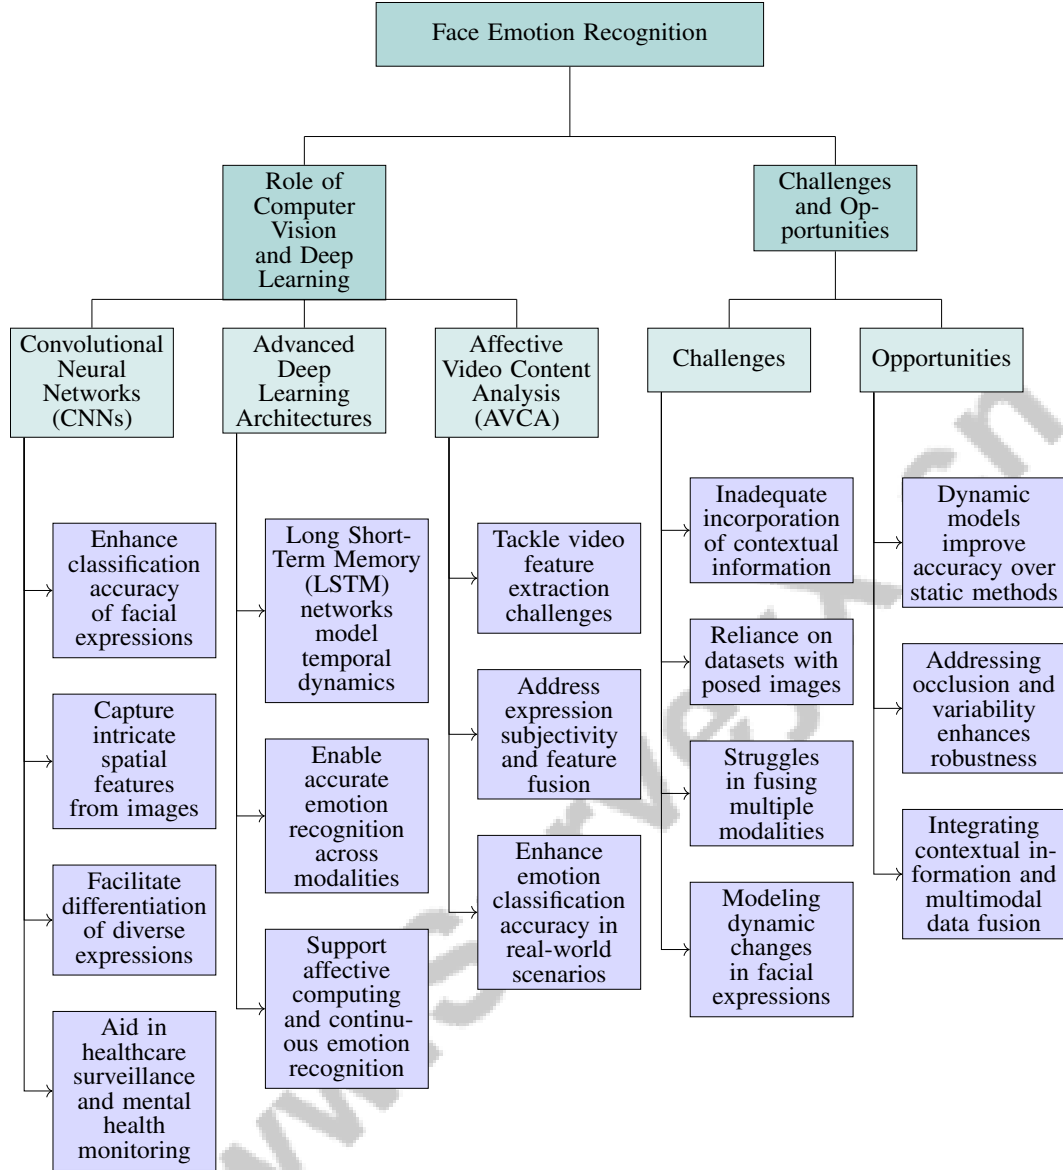 Face Emotion Recognition
Role of
Computer
Vision
and Deep
Learning
Challenges
and Op-
portunities
Convolutional
Neural
Networks
(CNNs)
Advanced
Deep
Learning
Architectures
Affective
Video Content
Analysis
(AVCA)
Challenges
Opportunities
Enhance
classification
accuracy
of facial
expressions
Capture
intricate
spatial
features
from images
Facilitate
differentiation
of diverse
expressions
Aid in
healthcare
surveillance
and mental
health
monitoring
Long Short-
Term Memory
(LSTM)
networks
model
temporal
dynamics
Enable
accurate
emotion
recognition
across
modalities
Support
affective
computing
and continu-
ous emotion
recognition
Tackle video
feature
extraction
challenges
Address
expression
subjectivity
and feature
fusion
Enhance
emotion
classification
accuracy in
real-world
scenarios
Inadequate
incorporation
of contextual
information
Reliance on
datasets with
posed images
Struggles
in fusing
multiple
modalities
Modeling
dynamic
changes
in facial
expressions
Dynamic
models
improve
accuracy over
static methods
Addressing
occlusion and
variability
enhances
robustness
Integrating
contextual in-
formation and
multimodal
data fusion